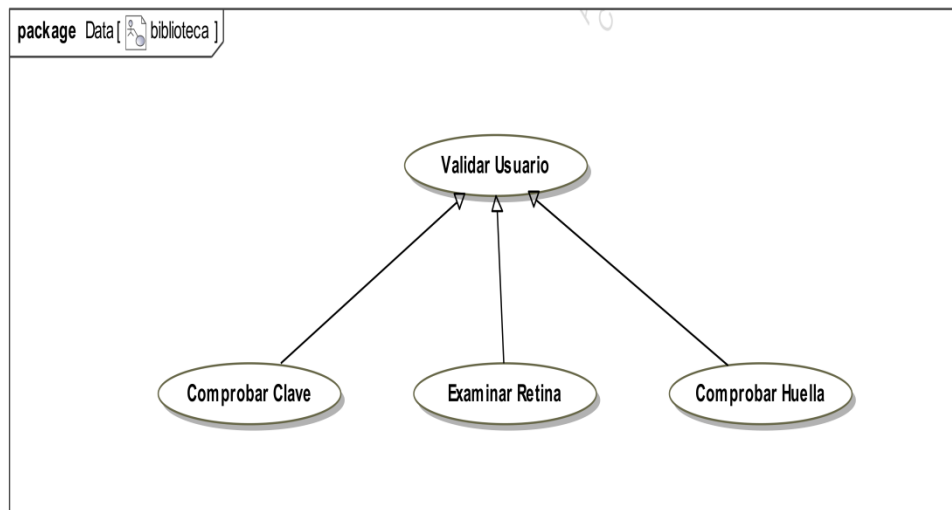 package Data [ biblioteca ]
Validar Usuario
Comprobar Clave
Examinar Retina
Comprobar Huella